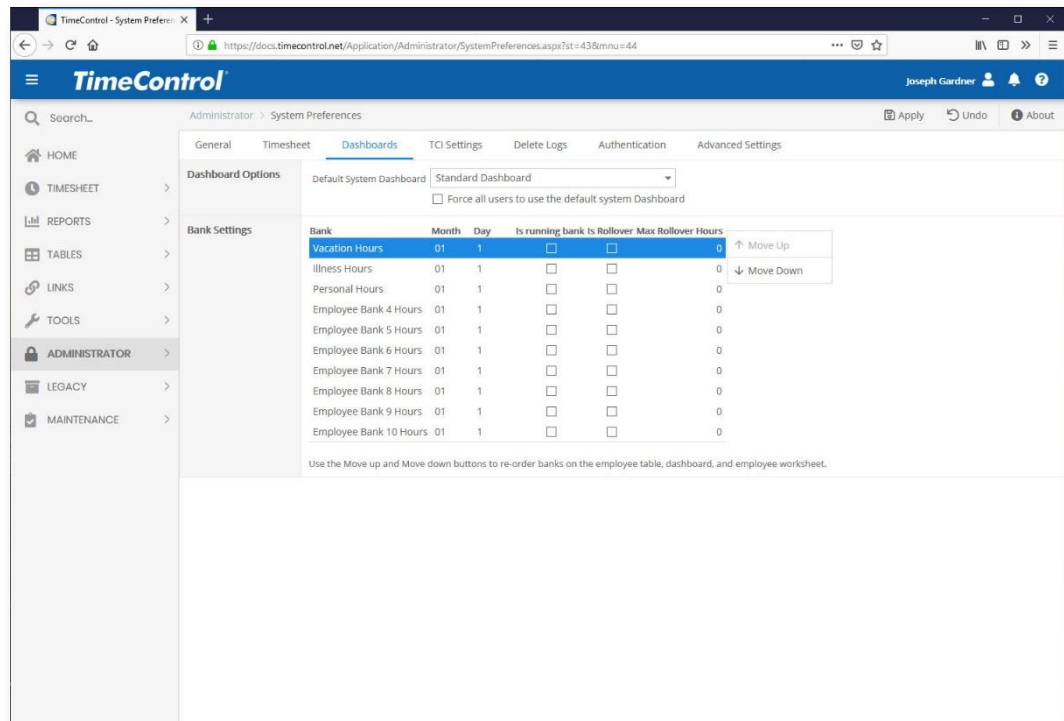 TimeControl - System Preferen
https://docs.timecontrol.net/Application/Administrator/SystemPreferences.aspx?st=43&mnu=44
TimeControl®
Joseph Gardner
Search...
Administrator > System Preferences
Apply
Undo
About
HOME
TIMESHEET
REPORTS
TABLES
LINKS
TOOLS
ADMINISTRATOR
LEGACY
MAINTENANCE
General Timesheet Dashboards TCI Settings Delete Logs Authentication Advanced Settings
Dashboard Options
Default System Dashboard Standard Dashboard
Force all users to use the default system Dashboard
Bank Settings
Bank Month Day Is running bank Is Rollover Max Rollover Hours
Vacation Hours 01 1 0
Illness Hours 01 1 0
Personal Hours 01 1 0
Employee Bank 4 Hours 01 1 0
Employee Bank 5 Hours 01 1 0
Employee Bank 6 Hours 01 1 0
Employee Bank 7 Hours 01 1 0
Employee Bank 8 Hours 01 1 0
Employee Bank 9 Hours 01 1 0
Employee Bank 10 Hours 01 1 0
Move Up
Move Down
Use the Move up and Move down buttons to re-order banks on the employee table, dashboard, and employee worksheet.